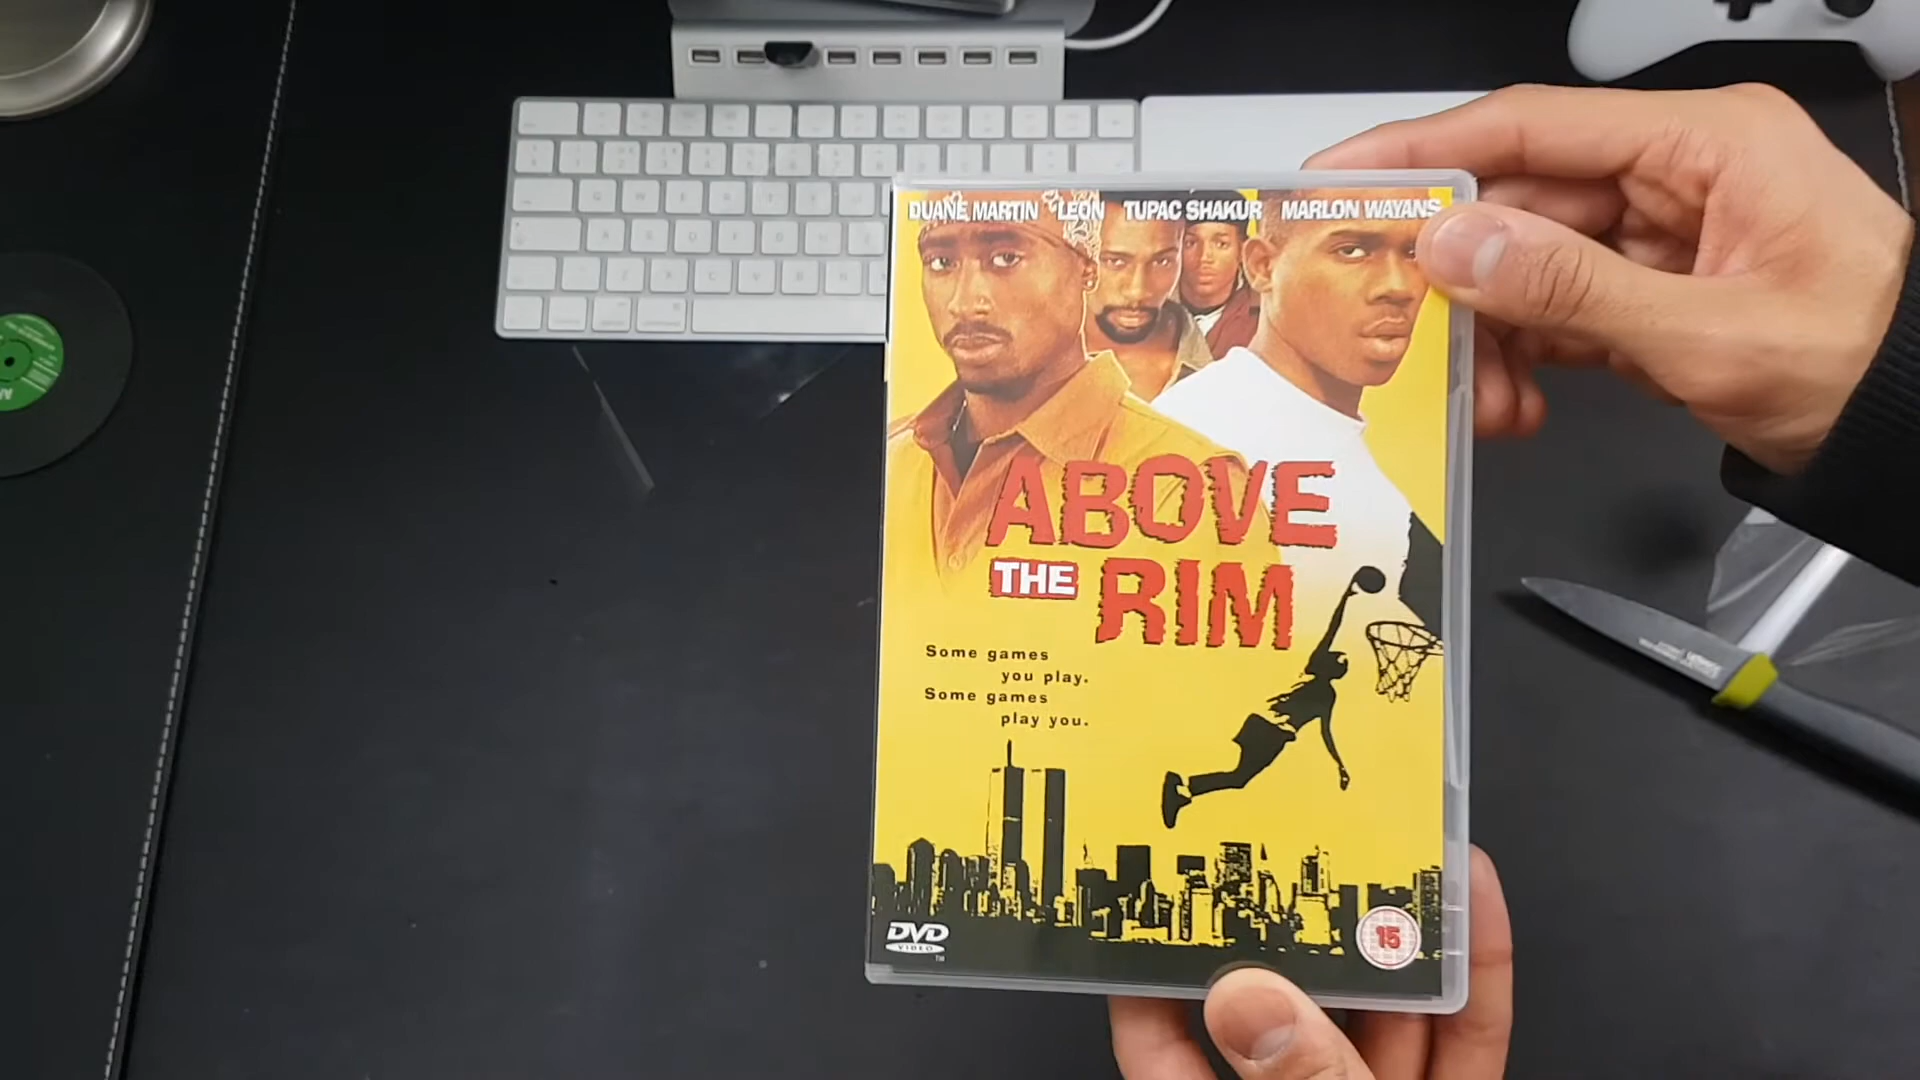 DUANE MARTIN LEON TUPAC SHAKUR MARLON WAYANS
ABOVE
THE RIM
Some games
you play.
Some games
play you.
DVD
VIDEO
TM
15